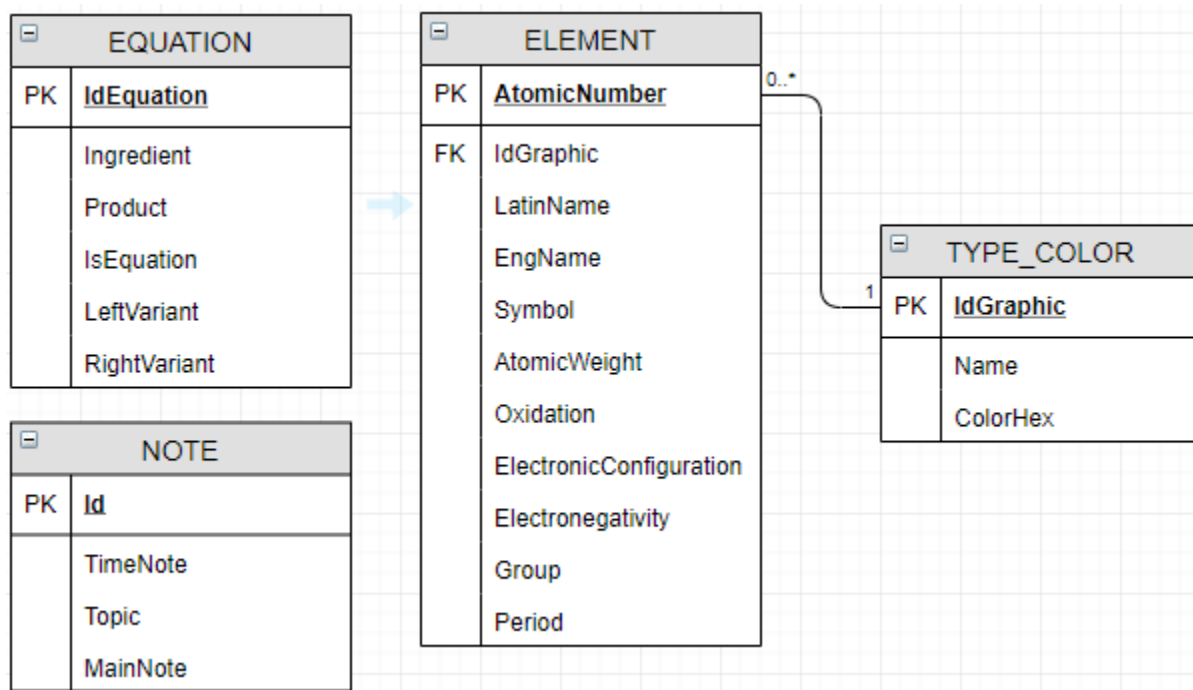 EQUATION
PK IdEquation
Ingredient
Product
IsEquation
LeftVariant
RightVariant
NOTE
PK Id
TimeNote
Topic
MainNote
ELEMENT
PK AtomicNumber
FK IdGraphic
LatinName
EngName
Symbol
AtomicWeight
Oxidation
ElectronicConfiguration
Electronegativity
Group
Period
0..*
1
TYPE_COLOR
PK IdGraphic
Name
ColorHex